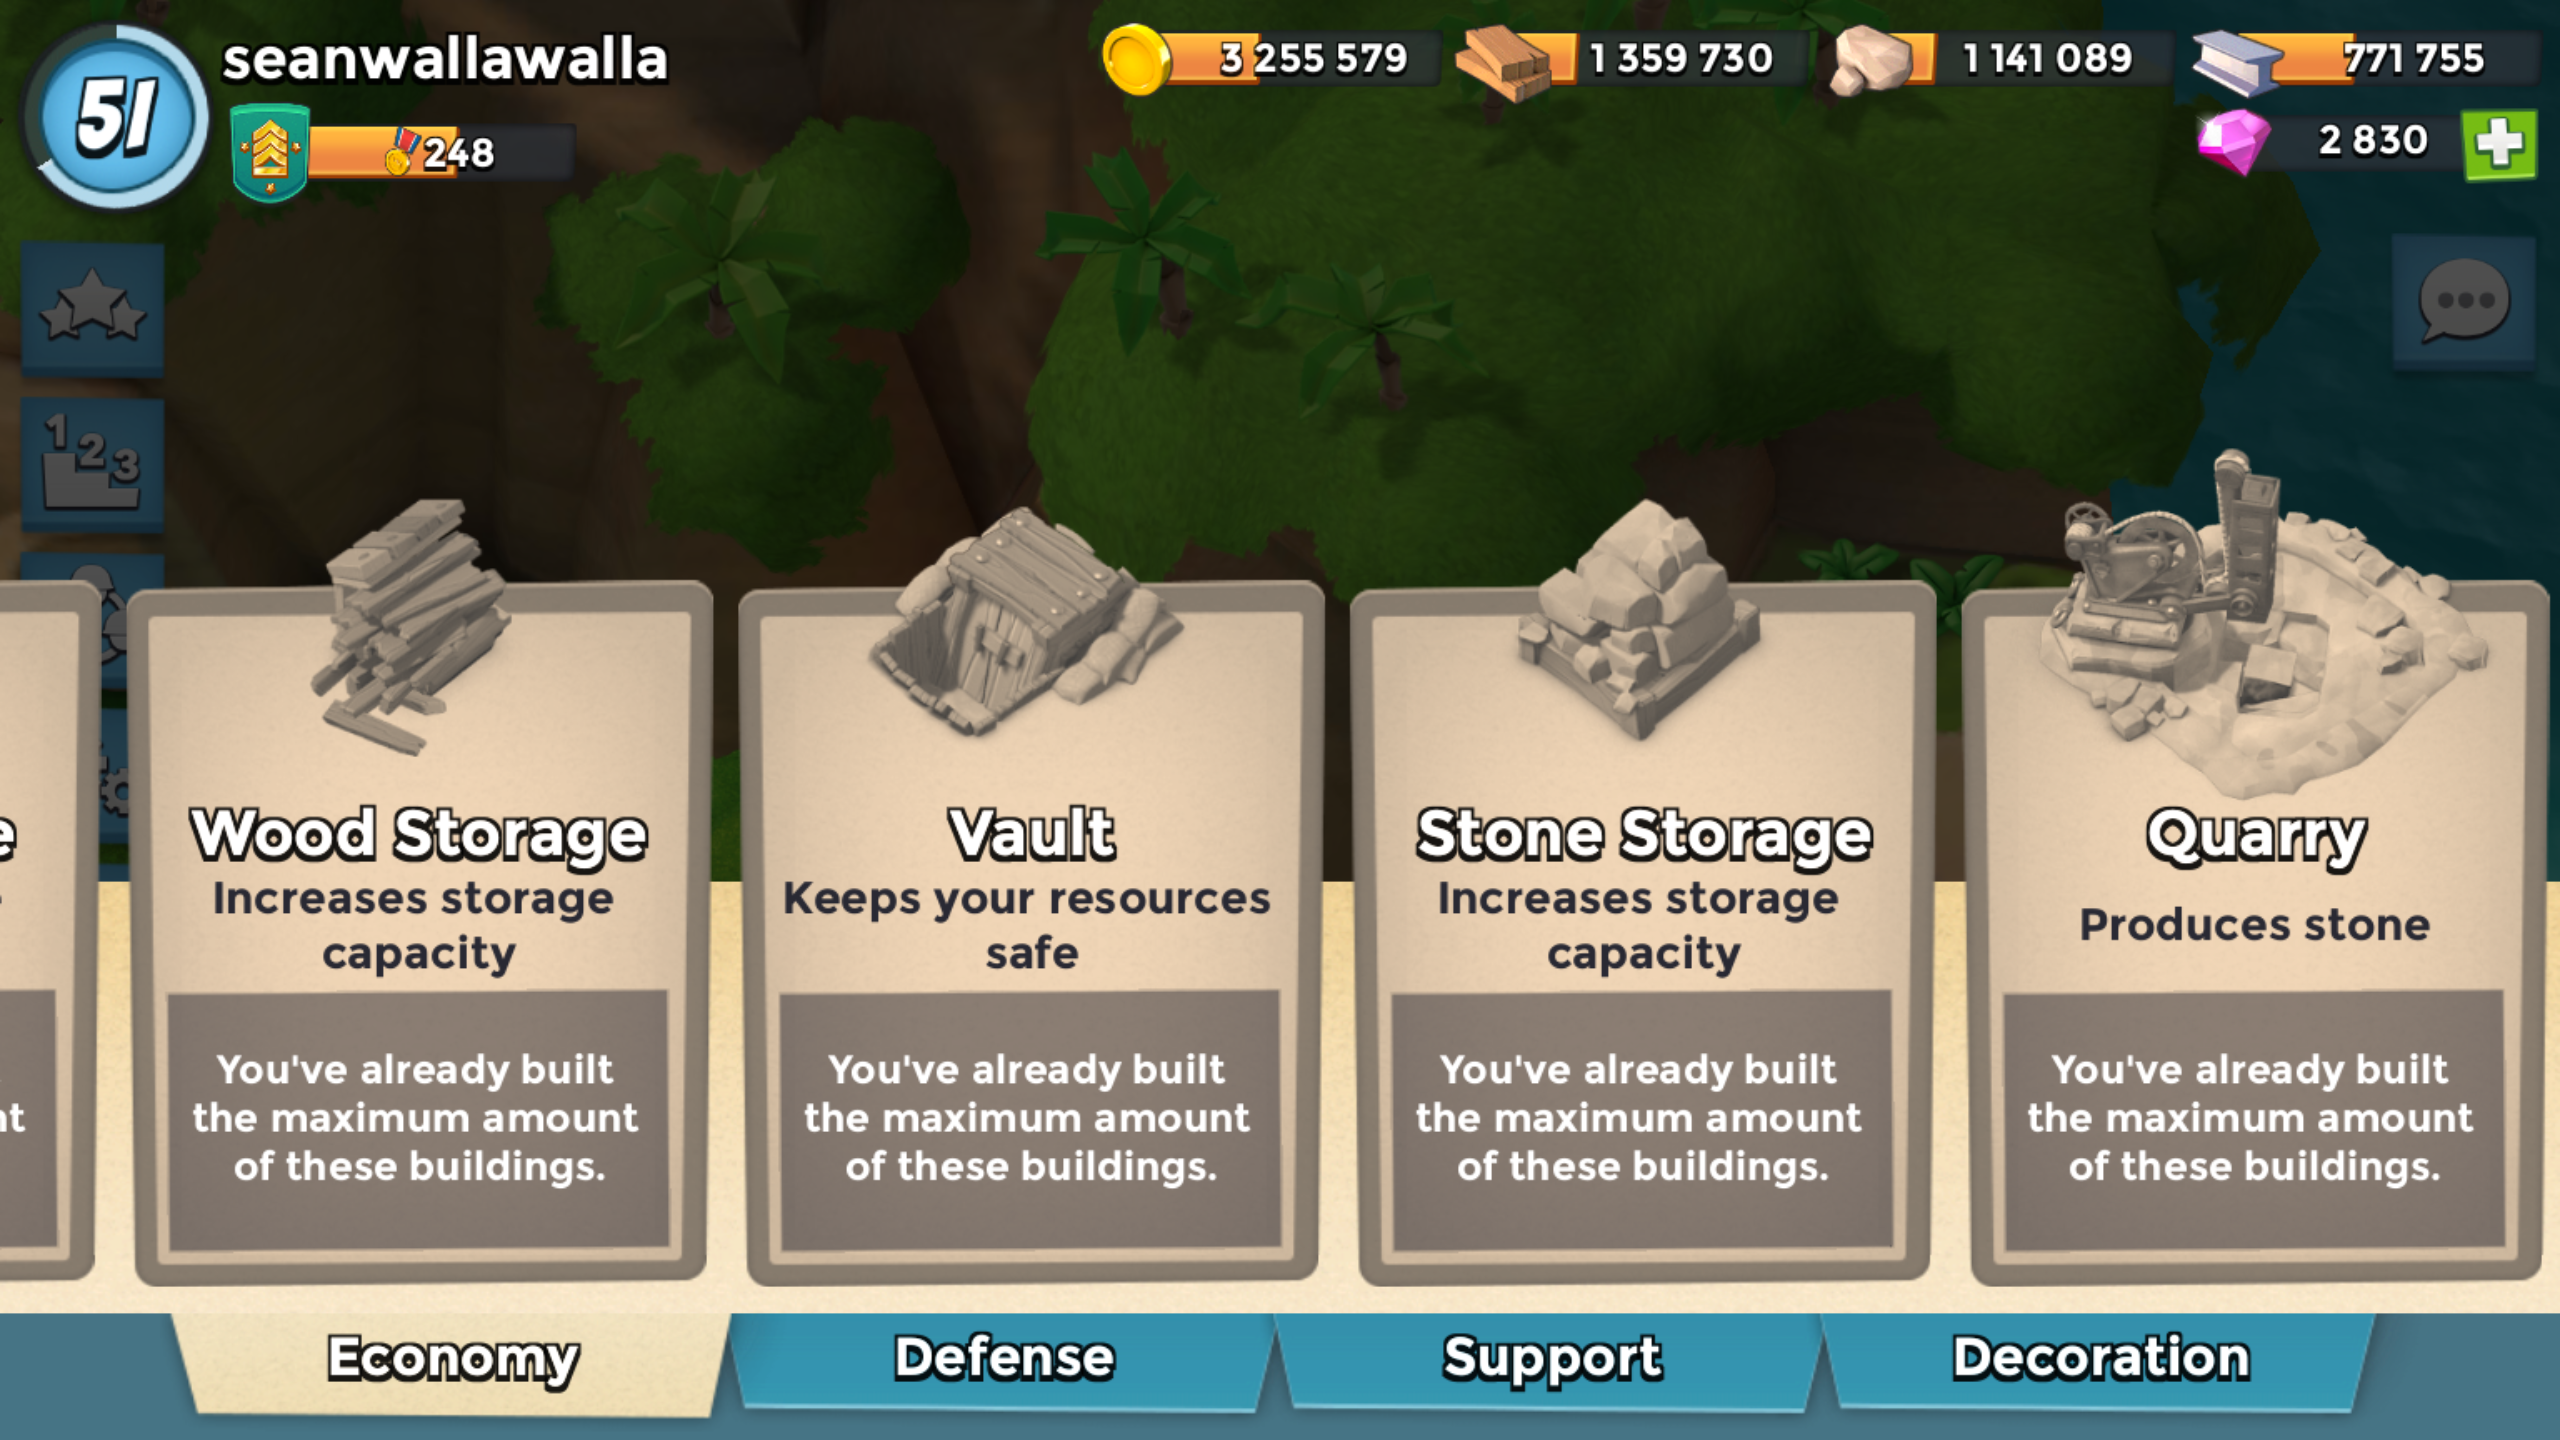 51
seanwallawalla
248
3 255 579
1 359 730
1 141 089
771 755
2 830
1 2 3
Wood Storage
Increases storage
capacity
You've already built
the maximum amount
of these buildings.
Vault
Keeps your resources
safe
You've already built
the maximum amount
of these buildings.
Stone Storage
Increases storage
capacity
You've already built
the maximum amount
of these buildings.
Quarry
Produces stone
You've already built
the maximum amount
of these buildings.
Economy
Defense
Support
Decoration